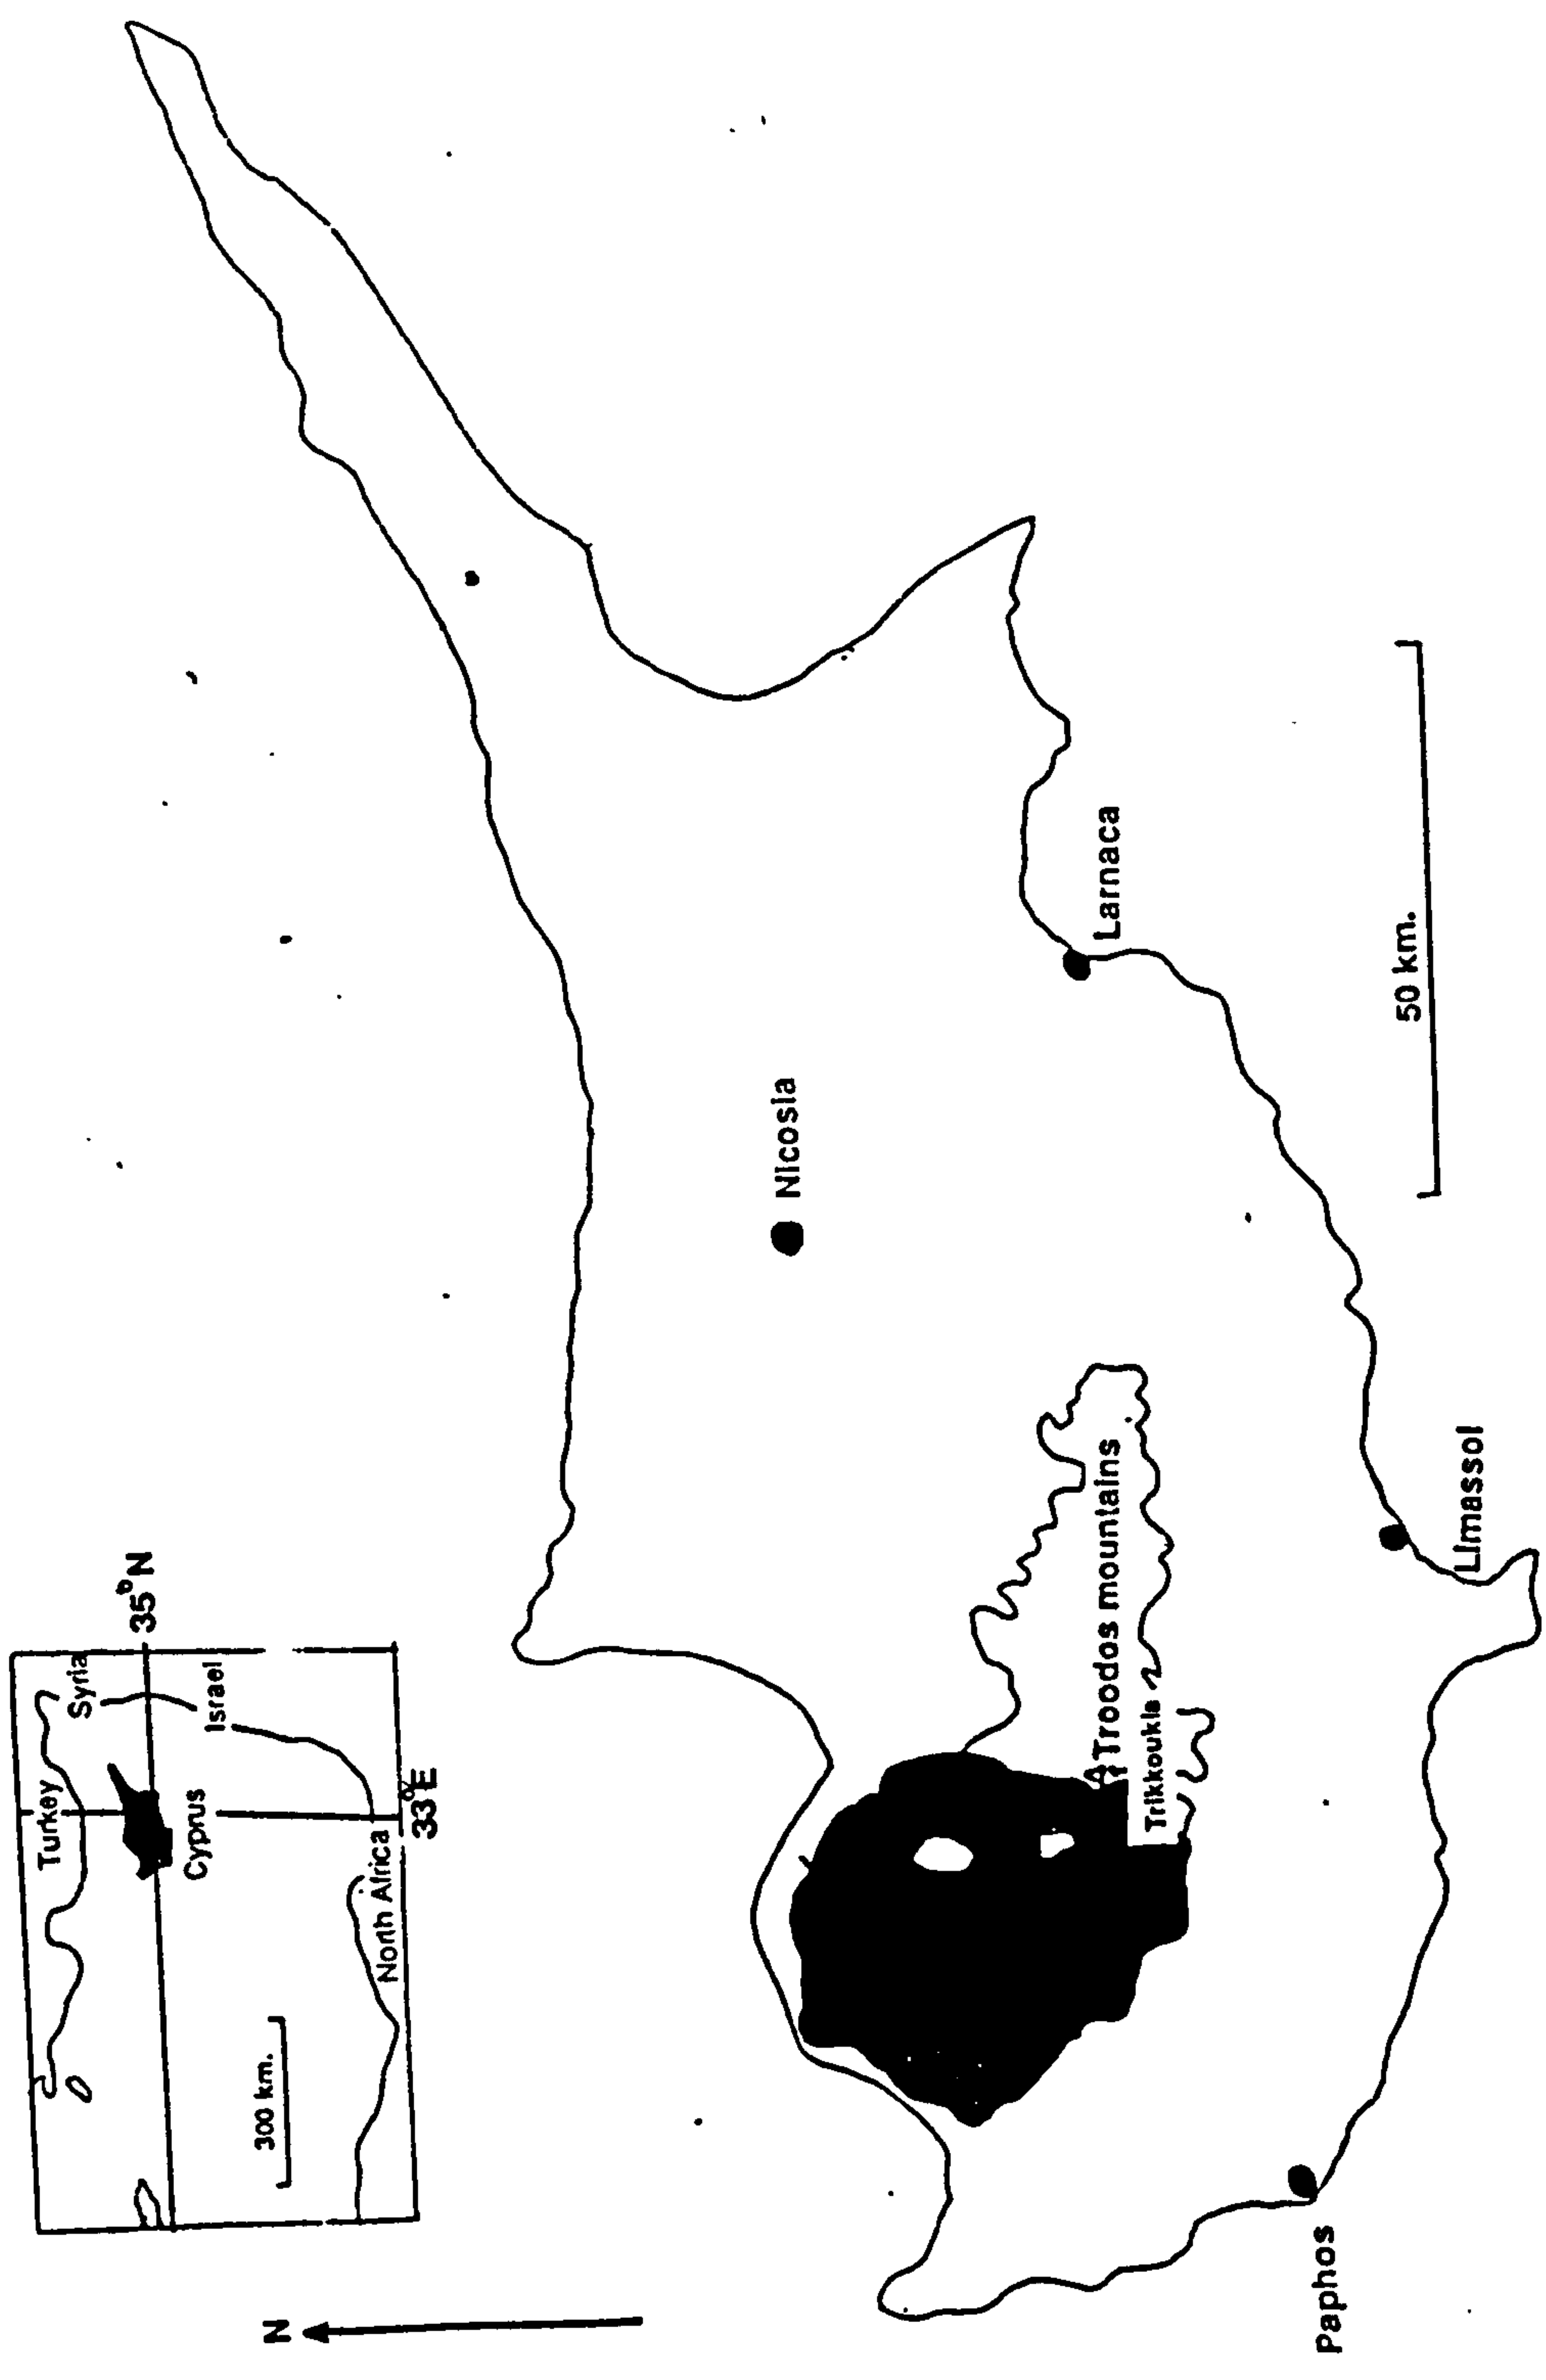 N
Turkey
Syria
35°N
Cyprus
Israel
300 km.
North Africa
33°E
Nicosia
Troodos mountains
Trikkoukia
Larnaca
Paphos
Limassol
50 km.